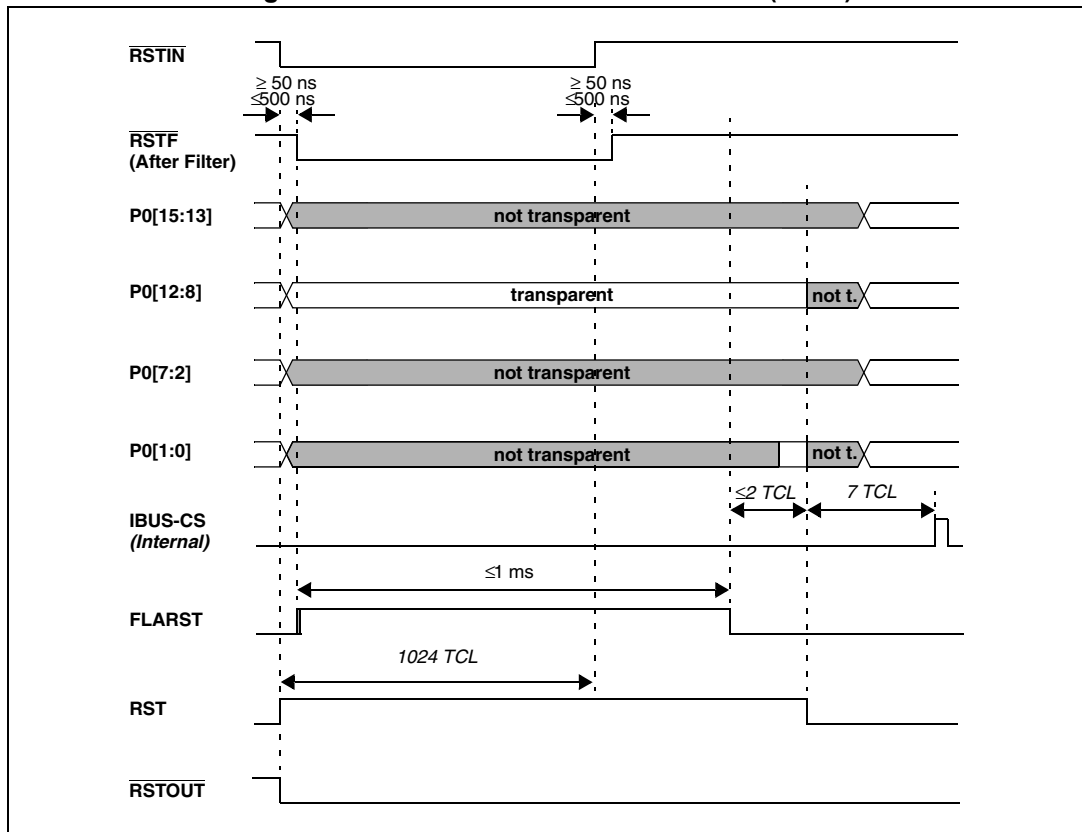 RSTIN
≥ 50 ns ≥ 50 ns
≤500 ns ≤500 ns
RSTF
(After Filter)
P0[15:13] not transparent
P0[12:8] transparent not t.
P0[7:2] not transparent
P0[1:0] not transparent not t.
≤2 TCL 7 TCL
IBUS-CS
(Internal)
≤1 ms
FLARST
1024 TCL
RST
RSTOUT